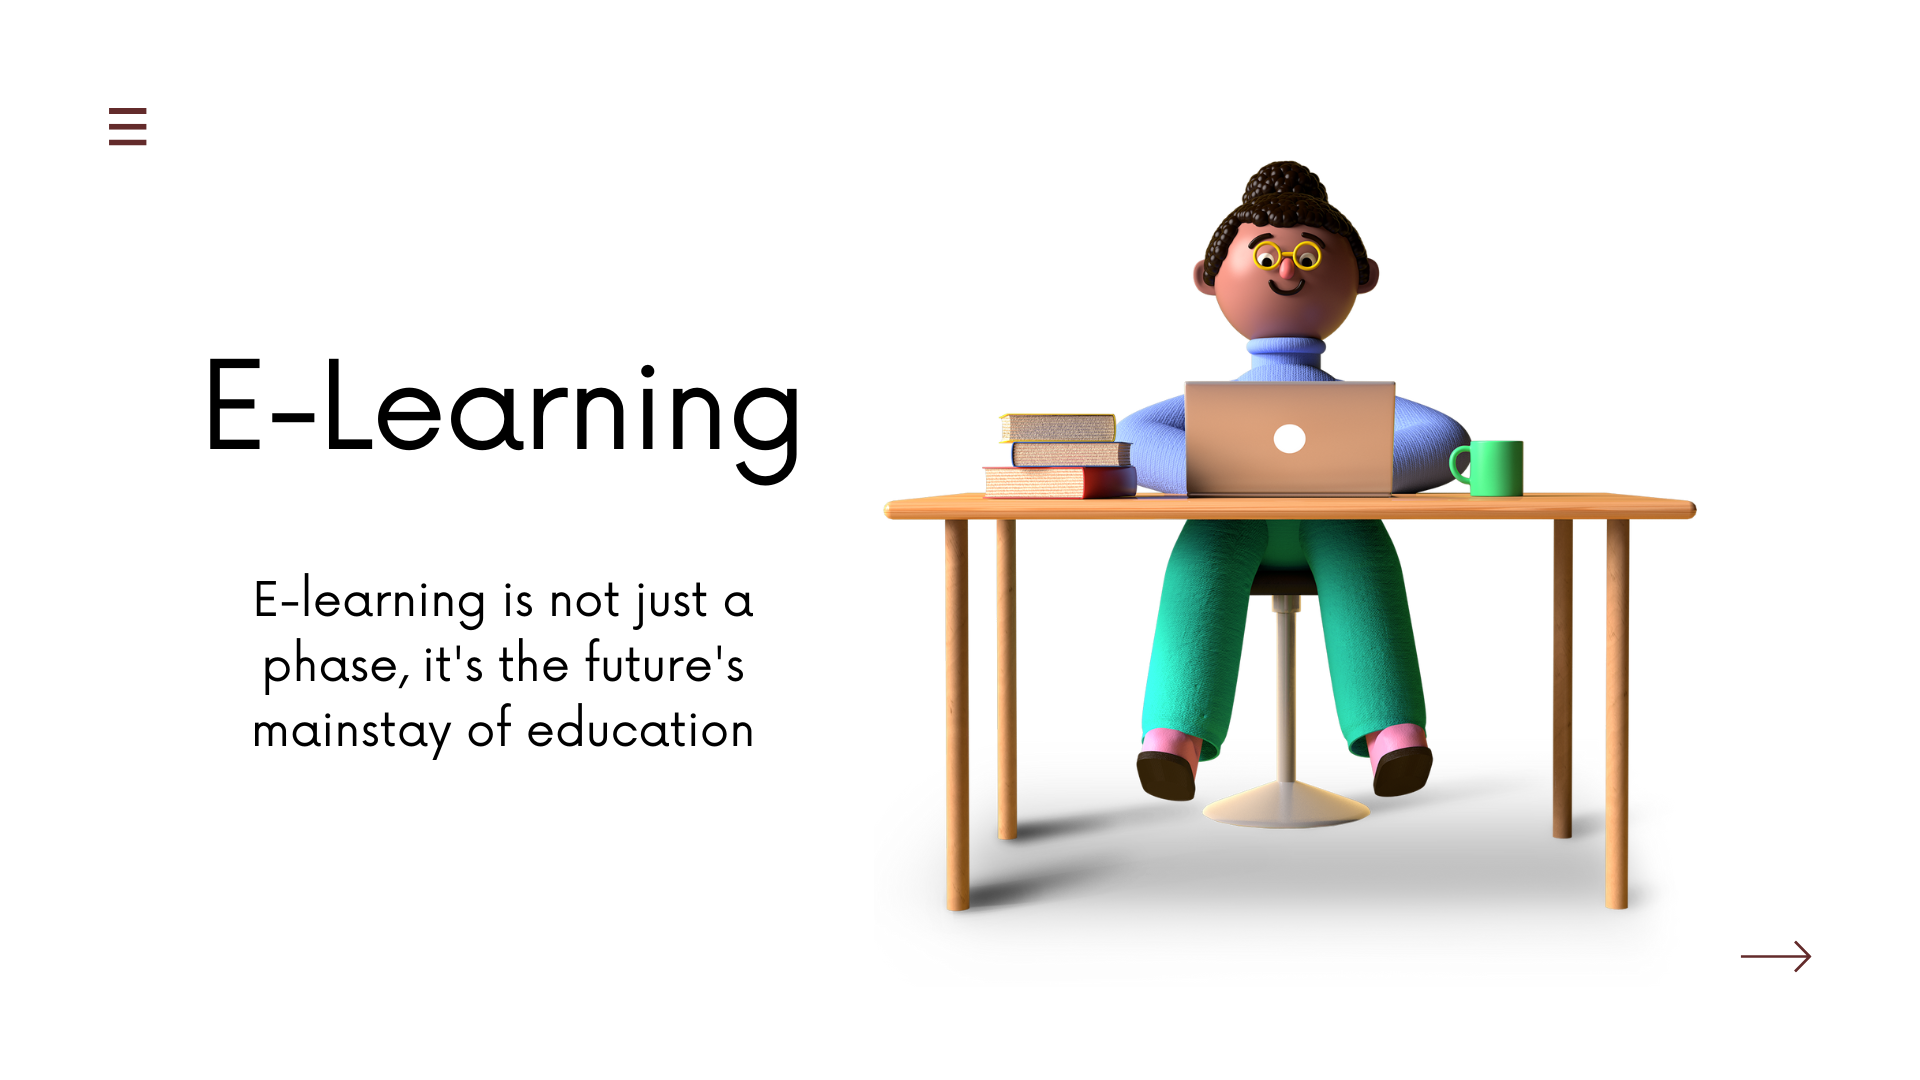 E-Learning
E-learning is not just a
phase, it's the future's
mainstay of education